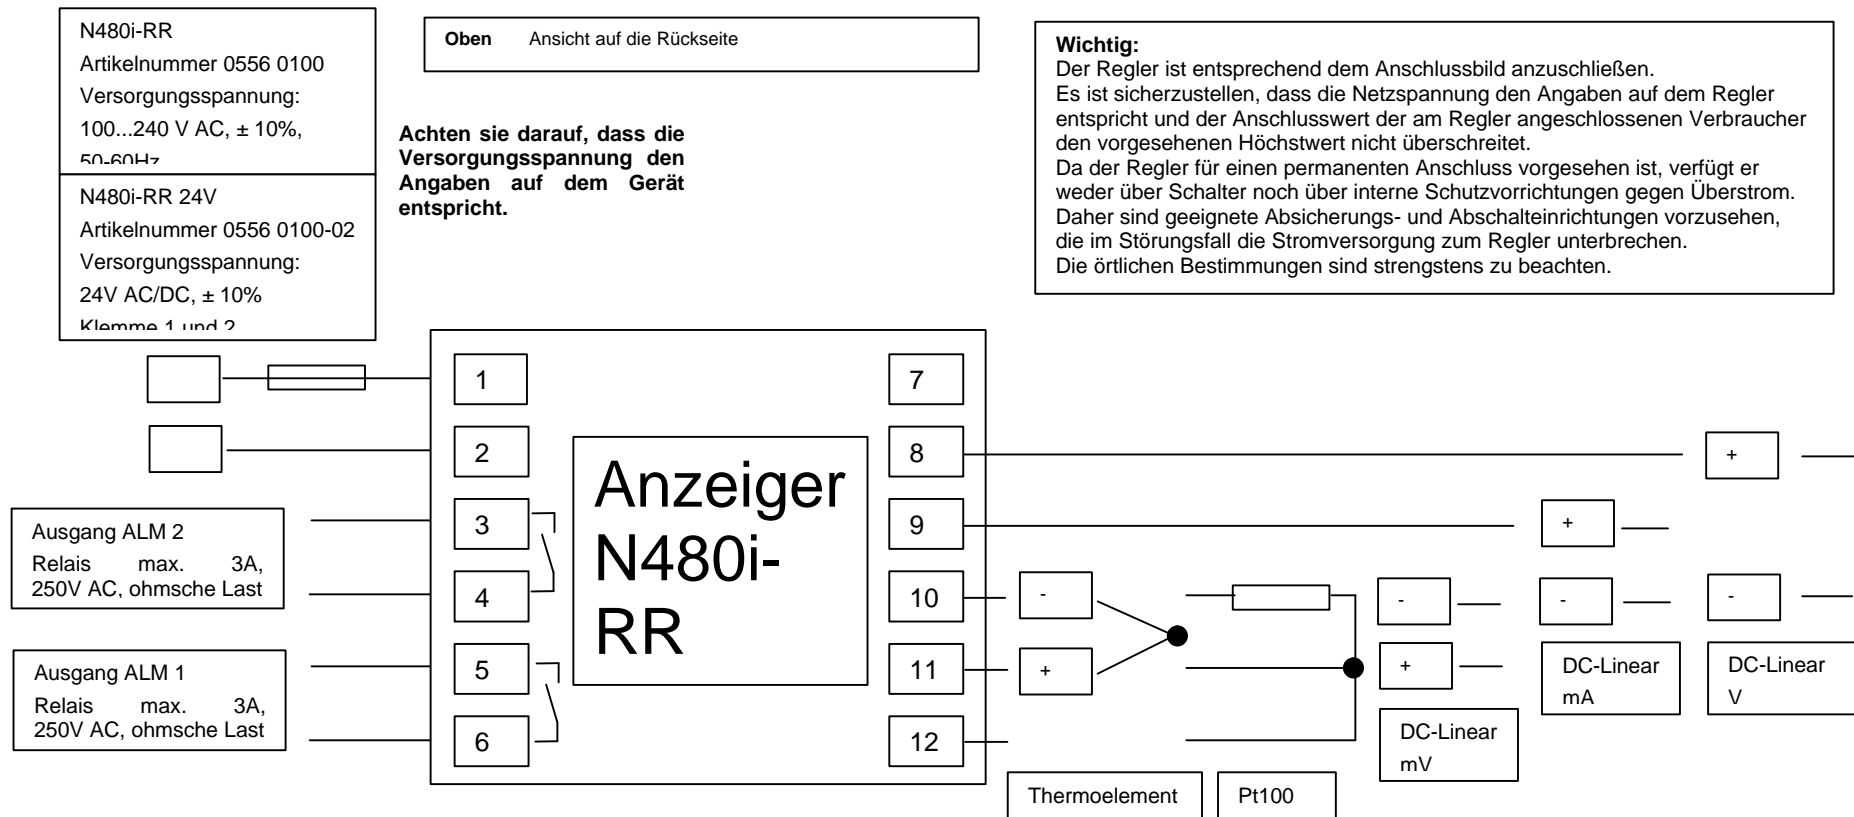 N480i-RR
Artikelnummer 0556 0100
Versorgungsspannung:
100...240 V AC, ± 10%,
50-60Hz
N480i-RR 24V
Artikelnummer 0556 0100-02
Versorgungsspannung:
24V AC/DC, ± 10%
Klemme 1 und 2
Oben Ansicht auf die Rückseite
Achten sie darauf, dass die
Versorgungsspannung den
Angaben auf dem Gerät
entspricht.
Wichtig:
Der Regler ist entsprechend dem Anschlussbild anzuschließen.
Es ist sicherzustellen, dass die Netzspannung den Angaben auf dem Regler
entspricht und der Anschlusswert der am Regler angeschlossenen Verbraucher
den vorgesehenen Höchstwert nicht überschreitet.
Da der Regler für einen permanenten Anschluss vorgesehen ist, verfügt er
weder über Schalter noch über interne Schutzvorrichtungen gegen Überstrom.
Daher sind geeignete Absicherungs- und Abschalteinrichtungen vorzusehen,
die im Störungsfall die Stromversorgung zum Regler unterbrechen.
Die örtlichen Bestimmungen sind strengstens zu beachten.
1
2
3
4
5
6
Ausgang ALM 2
Relais max. 3A,
250V AC, ohmsche Last
Ausgang ALM 1
Relais max. 3A,
250V AC, ohmsche Last
Anzeiger
N480i-
RR
7
8
9
10
11
12
+
+
-
-
-
-
+
+
DC-Linear
mV
DC-Linear
mA
DC-Linear
V
Thermoelement
Pt100